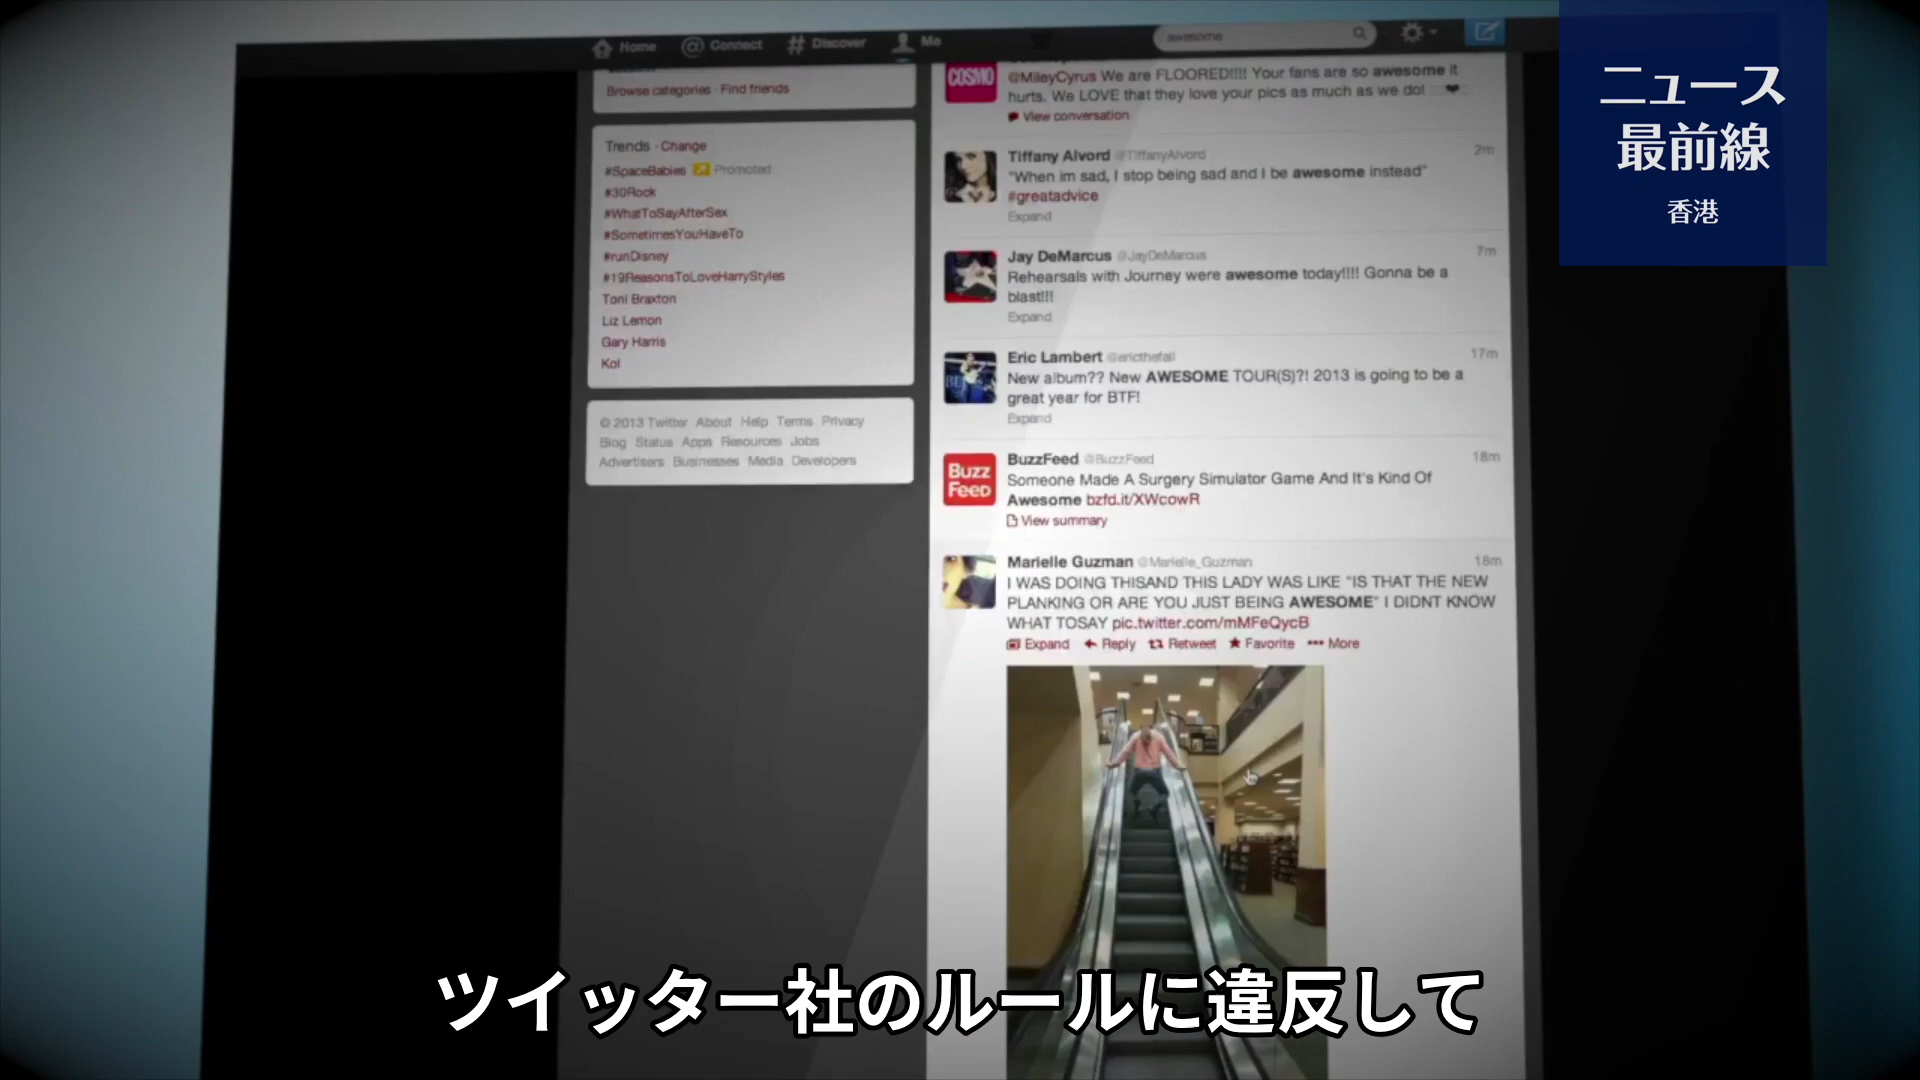 Home
Connect
Discover
Me
awesome
ニュース
最前線
香港
Browse categories · Find friends
Trends · Change
#SpaceBabies Promoted
#30Rock
#WhatToSayAfterSex
#SometimesYouHaveTo
#runDisney
#19ReasonsToLoveHarryStyles
Toni Braxton
Liz Lemon
Gary Harris
Kol
© 2013 Twitter About Help Terms Privacy
Blog Status Apps Resources Jobs
Advertisers Businesses Media Developers
COSMO
@MileyCyrus We are FLOORED!!!! Your fans are so awesome it
hurts. We LOVE that they love your pics as much as we do!
View conversation
Tiffany Alvord @TiffanyAlvord 2m
"When im sad, I stop being sad and I be awesome instead"
#greatadvice
Expand
Jay DeMarcus @JayDeMarcus 7m
Rehearsals with Journey were awesome today!!!! Gonna be a
blast!!!
Expand
Eric Lambert @ericthefall 17m
New album?? New AWESOME TOUR(S)?! 2013 is going to be a
great year for BTF!
Expand
Buzz
FeeD
BuzzFeed @BuzzFeed 18m
Someone Made A Surgery Simulator Game And It's Kind Of
Awesome bzfd.it/XWcowR
View summary
Marielle Guzman @Marielle_Guzman 18m
I WAS DOING THISAND THIS LADY WAS LIKE "IS THAT THE NEW
PLANKING OR ARE YOU JUST BEING AWESOME" I DIDNT KNOW
WHAT TOSAY pic.twitter.com/mMFeQycB
Expand Reply Retweet Favorite More
ツイッター社のルールに違反して